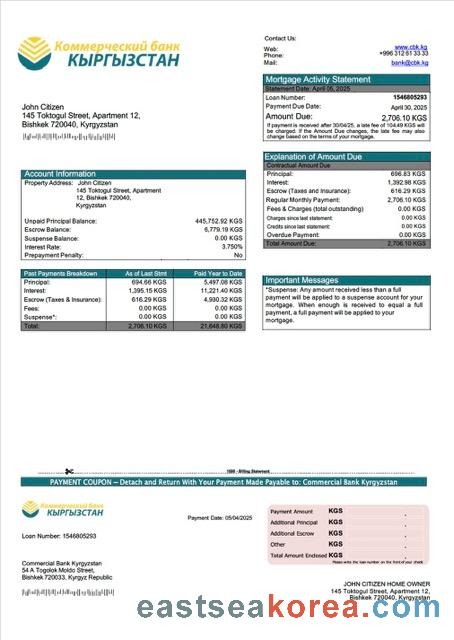 Коммерческий банк
КЫРГЫЗСТАН
Contact Us:
Web: www.cbk.kg
Phone: +996 312 61 33 33
Mail: bank@cbk.kg
Mortgage Activity Statement
Statement Date: April 05, 2025
Loan Number: 1546805293
Payment Due Date: April 30, 2025
Amount Due: 2,706.10 KGS
If payment is received after 30/04/25, a late fee of 104.49 KGS will
be charged. If the Amount Due changes, the late fee may also
change based on the terms of your mortgage.
John Citizen
145 Toktogul Street, Apartment 12,
Bishkek 720040, Kyrgyzstan
Explanation of Amount Due
Contractual Amount Due
Principal: 696.83 KGS
Interest: 1,392.98 KGS
Escrow (Taxes and Insurance): 616.29 KGS
Regular Monthly Payment: 2,706.10 KGS
Fees & Charges (total outstanding) 0.00 KGS
Charges since last statement: 0.00 KGS
Credits since last statement: 0.00 KGS
Overdue Payment: 0.00 KGS
Total Amount Due: 2,706.10 KGS
Account Information
Property Address: John Citizen
145 Toktogul Street, Apartment
12, Bishkek 720040,
Kyrgyzstan
Unpaid Principal Balance: 445,752.92 KGS
Escrow Balance: 6,779.19 KGS
Suspense Balance: 0.00 KGS
Interest Rate: 3.750%
Prepayment Penalty: No
Past Payments Breakdown As of Last Stmt Paid Year to Date
Principal: 694.66 KGS 5,497.08 KGS
Interest: 1,395.15 KGS 11,221.40 KGS
Escrow (Taxes & Insurance): 616.29 KGS 4,930.32 KGS
Fees: 0.00 KGS 0.00 KGS
Suspense*: 0.00 KGS 0.00 KGS
Total: 2,706.10 KGS 21,648.80 KGS
Important Messages
*Suspense: Any amount received less than a full
payment will be applied to a suspense account for your
mortgage. When enough is received to equal a full
payment, a full payment will be applied to your
mortgage.
Billing Statement
PAYMENT COUPON – Detach and Return With Your Payment Made Payable to: Commercial Bank Kyrgyzstan
Коммерческий банк
КЫРГЫЗСТАН
Payment Date: 05/04/2025
Loan Number: 1546805293
Payment Amount KGS
Additional Principal KGS
Additional Escrow KGS
Other KGS
Total Amount Enclosed KGS
Please write the loan number on the front of your check
Commercial Bank Kyrgyzstan
54 A Togolok Moldo Street,
Bishkek 720033, Kyrgyz Republic
JOHN CITIZEN HOME OWNER
145 Toktogul Street, Apartment 12,
Bishkek 720040, Kyrgyzstan
eastseakorea.com